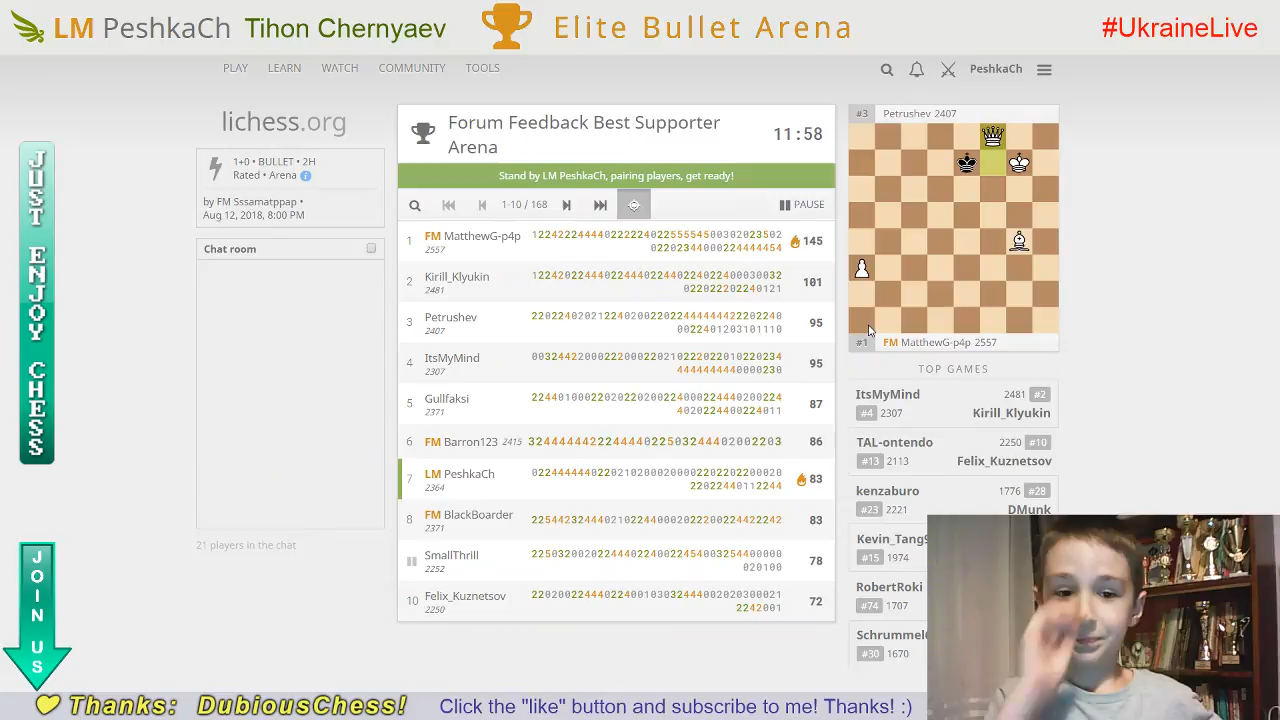 LM PeshkaCh Tihon Chernyaev Elite Bullet Arena #UkraineLive
PLAY LEARN WATCH COMMUNITY TOOLS PeshkaCh
JUST ENJOY CHESS
JOIN US
lichess.org
1+0 • BULLET • 2H
Rated • Arena
by FM Sssamatppap •
Aug 12, 2018, 8:00 PM
Chat room
21 players in the chat
Forum Feedback Best Supporter
Arena
11:58
Stand by LM PeshkaCh, pairing players, get ready!
1-10 / 168 PAUSE
1 FM MatthewG-p4p 145
2557
2 Kirill_Klyukin 101
2481
3 Petrushev 95
2407
4 ItsMyMind 95
2307
5 Gullfaksi 87
2371
6 FM Barron123 2415 86
7 LM PeshkaCh 83
2364
8 FM BlackBoarder 83
2371
SmallThrill 78
2252
10 Felix_Kuznetsov 72
2250
#3 Petrushev 2407
#1 FM MatthewG-p4p 2557
TOP GAMES
ItsMyMind 2481 #2
#4 2307 Kirill_Klyukin
TAL-ontendo 2250 #10
#13 2113 Felix_Kuznetsov
kenzaburo 1776 #28
#23 2221 DMunk
Kevin_Tang9
#15 1974
RobertRoki
#74 1707
Schrummel
#30 1670
Thanks: DubiousChess! Click the "like" button and subscribe to me! Thanks! :)